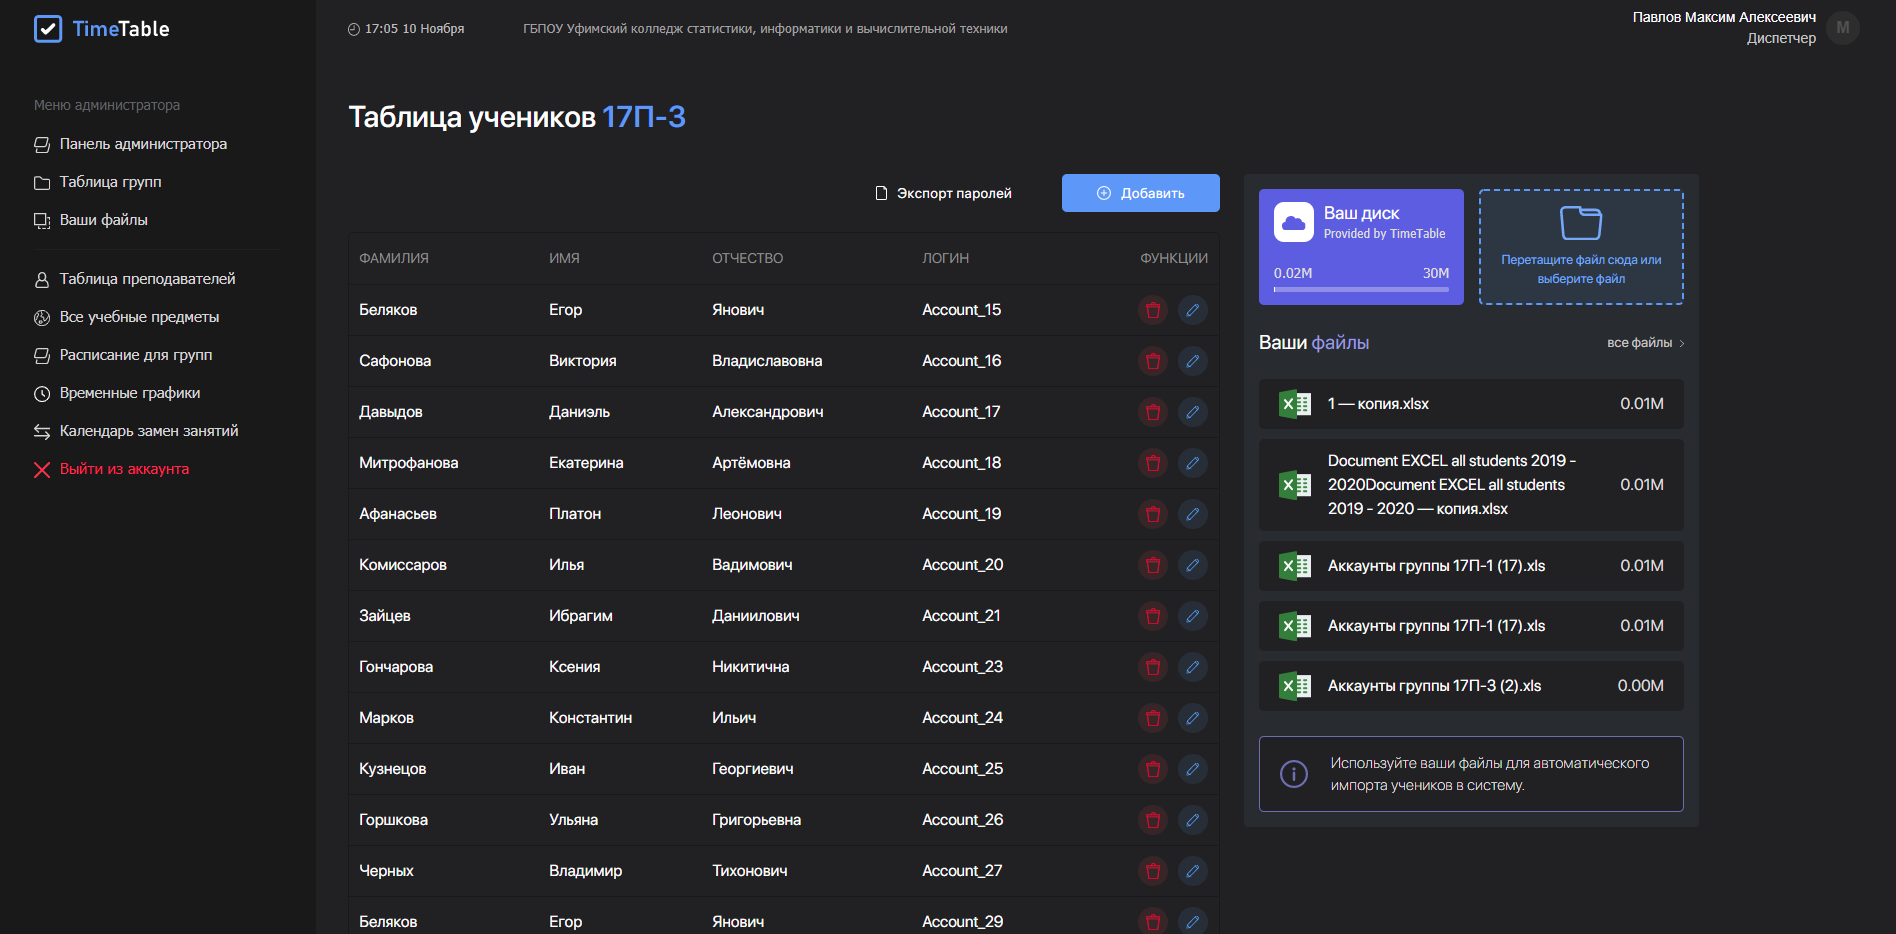 TimeTable
17:05 10 Ноября
ГБПОУ Уфимский колледж статистики, информатики и вычислительной техники
Павлов Максим Алексеевич
Диспетчер
М
Меню администратора
Панель администратора
Таблица групп
Ваши файлы
Таблица преподавателей
Все учебные предметы
Расписание для групп
Временные графики
Календарь замен занятий
Выйти из аккаунта
Таблица учеников 17П-3
Экспорт паролей
Добавить
ФАМИЛИЯ ИМЯ ОТЧЕСТВО ЛОГИН ФУНКЦИИ
Беляков Егор Янович Account_15
Сафонова Виктория Владиславовна Account_16
Давыдов Даниэль Александрович Account_17
Митрофанова Екатерина Артёмовна Account_18
Афанасьев Платон Леонович Account_19
Комиссаров Илья Вадимович Account_20
Зайцев Ибрагим Даниилович Account_21
Гончарова Ксения Никитична Account_23
Марков Константин Ильич Account_24
Кузнецов Иван Георгиевич Account_25
Горшкова Ульяна Григорьевна Account_26
Черных Владимир Тихонович Account_27
Беляков Егор Янович Account_29
Ваш диск
Provided by TimeTable
0.02M 30M
Перетащите файл сюда или
выберите файл
Ваши файлы
все файлы
1 — копия.xlsx 0.01M
Document EXCEL all students 2019 -
2020Document EXCEL all students
2019 - 2020 — копия.xlsx
0.01M
Аккаунты группы 17П-1 (17).xls 0.01M
Аккаунты группы 17П-1 (17).xls 0.01M
Аккаунты группы 17П-3 (2).xls 0.00M
Используйте ваши файлы для автоматического
импорта учеников в систему.